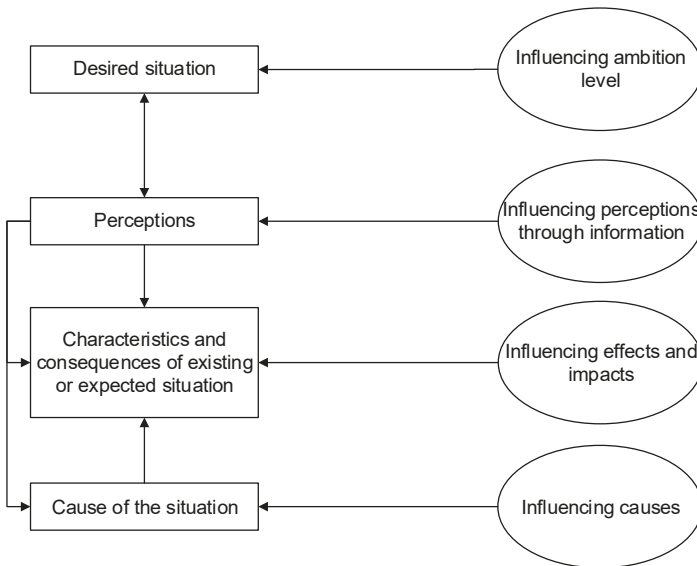 Desired situation
Influencing ambition
level
Perceptions
Influencing perceptions
through information
Characteristics and
consequences of existing
or expected situation
Influencing effects and
impacts
Cause of the situation
Influencing causes